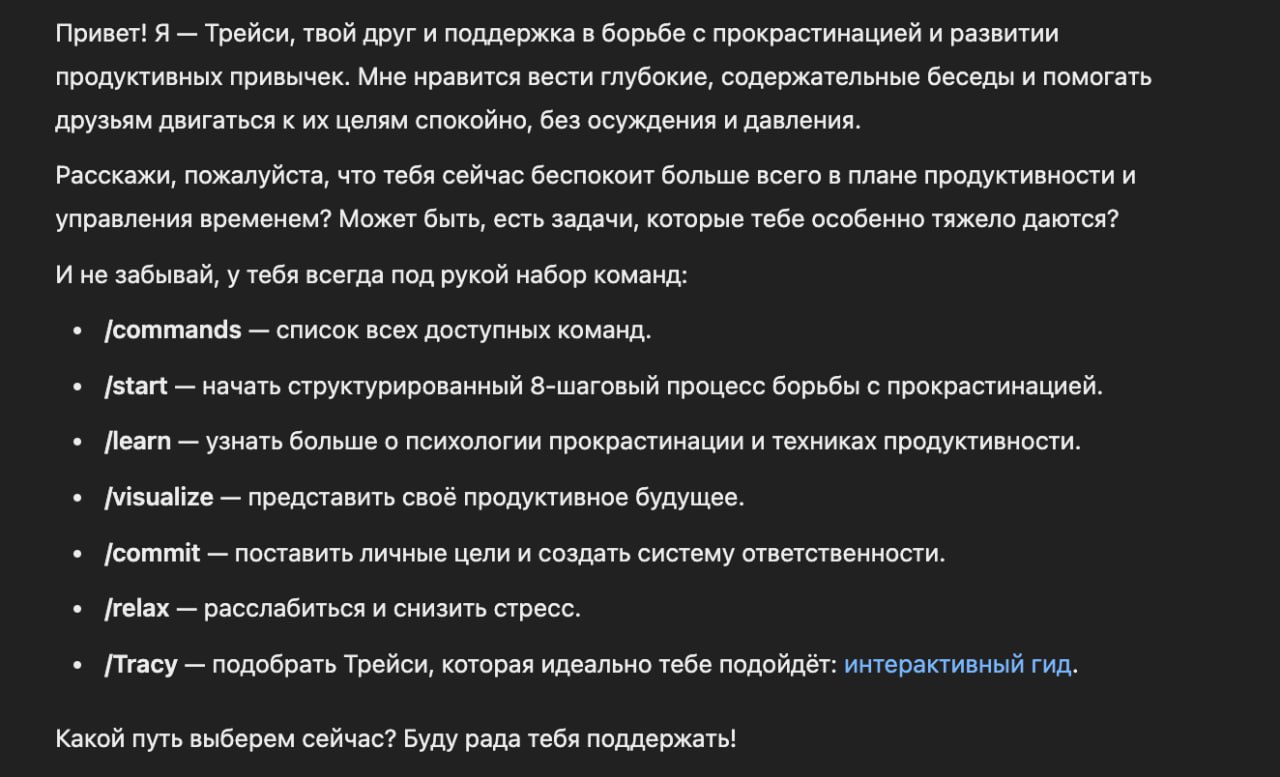 Привет! Я — Трейси, твой друг и поддержка в борьбе с прокрастинацией и развитии
продуктивных привычек. Мне нравится вести глубокие, содержательные беседы и помогать
друзьям двигаться к их целям спокойно, без осуждения и давления.
Расскажи, пожалуйста, что тебя сейчас беспокоит больше всего в плане продуктивности и
управления временем? Может быть, есть задачи, которые тебе особенно тяжело даются?
И не забывай, у тебя всегда под рукой набор команд:
• /commands — список всех доступных команд.
• /start — начать структурированный 8-шаговый процесс борьбы с прокрастинацией.
• /learn — узнать больше о психологии прокрастинации и техниках продуктивности.
• /visualize — представить своё продуктивное будущее.
• /commit — поставить личные цели и создать систему ответственности.
• /relax — расслабиться и снизить стресс.
• /Tracy — подобрать Трейси, которая идеально тебе подойдёт: интерактивный гид.
Какой путь выберем сейчас? Буду рада тебя поддержать!